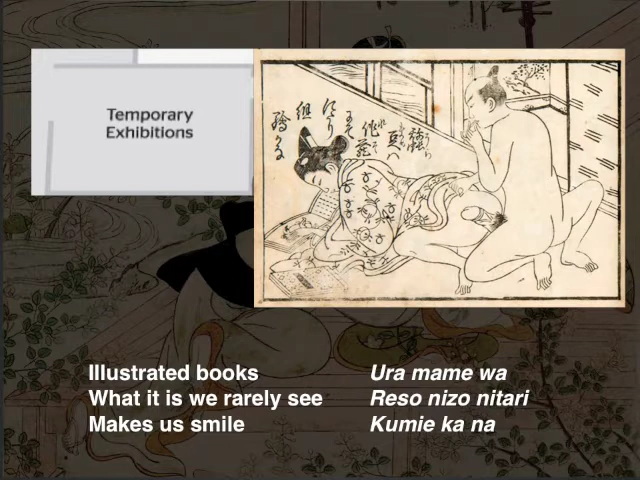 Temporary
Exhibitions
Illustrated books
What it is we rarely see
Makes us smile
Ura mame wa
Reso nizo nitari
Kumie ka na